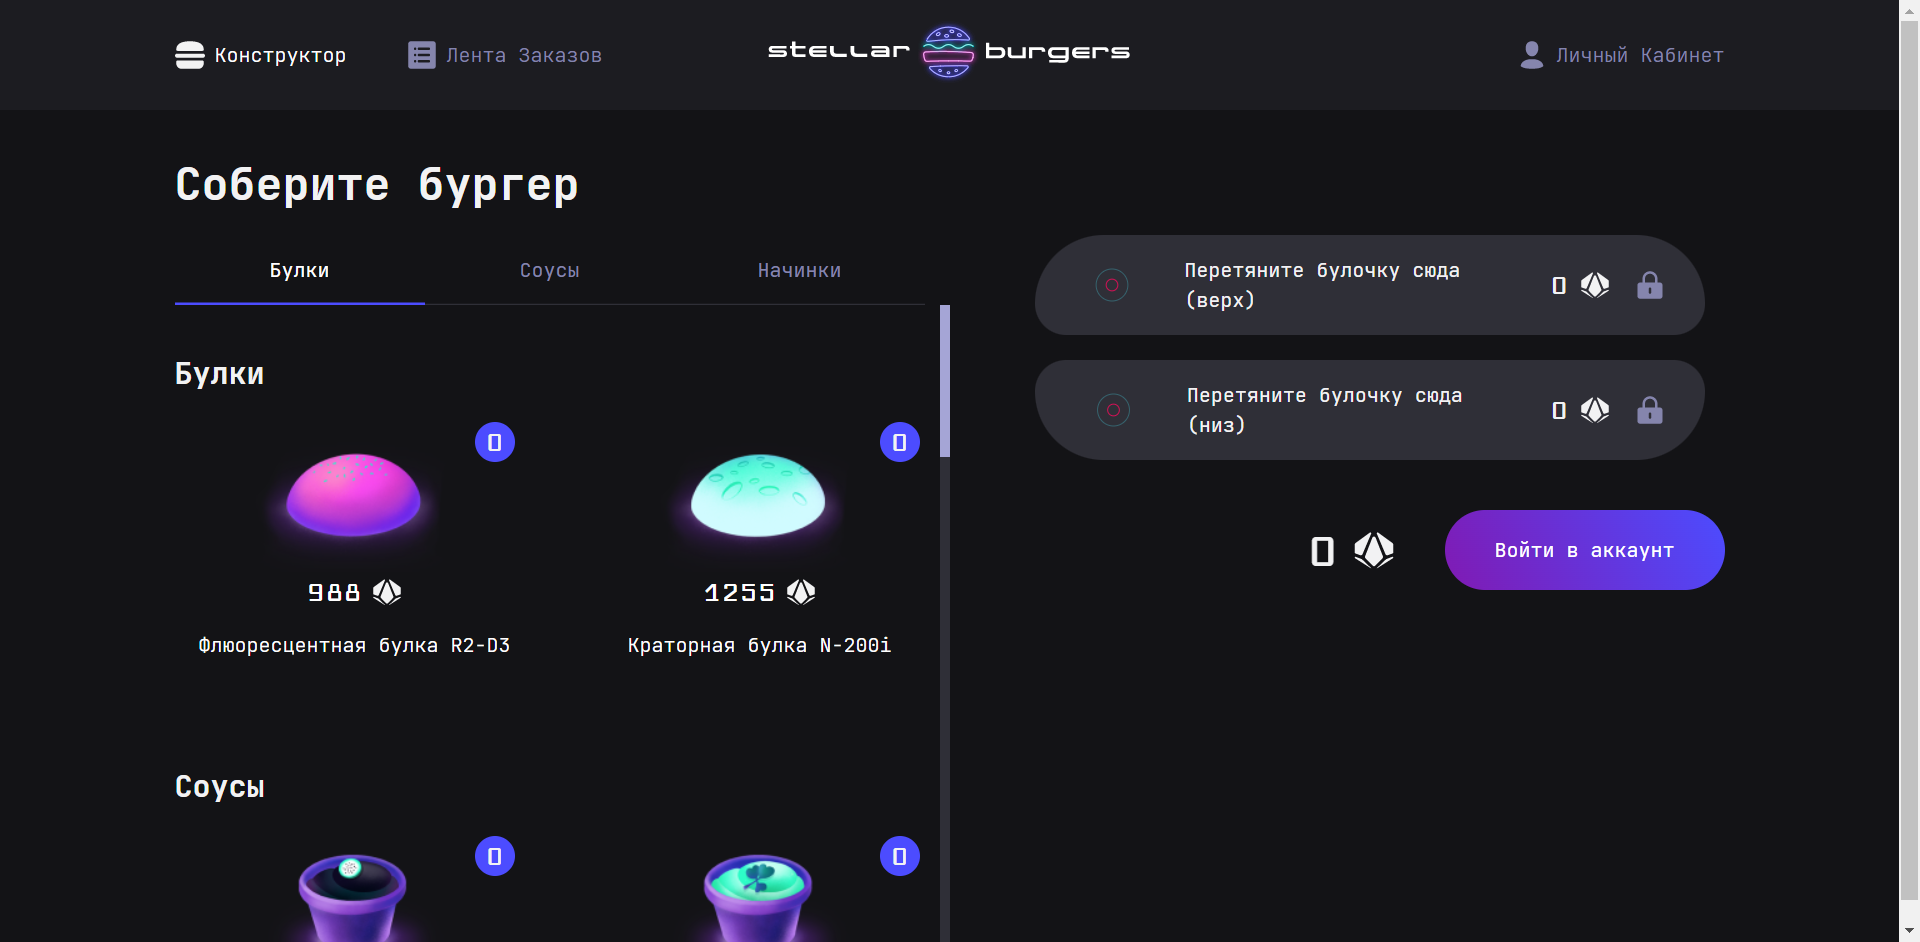 Конструктор
Лента Заказов
stellar burgers
Личный Кабинет
Соберите бургер
Булки
Соусы
Начинки
Булки
0
0
988
1255
Флюоресцентная булка R2-D3
Краторная булка N-200i
Соусы
0
0
Перетяните булочку сюда
(верх)
0
Перетяните булочку сюда
(низ)
0
0
Войти в аккаунт